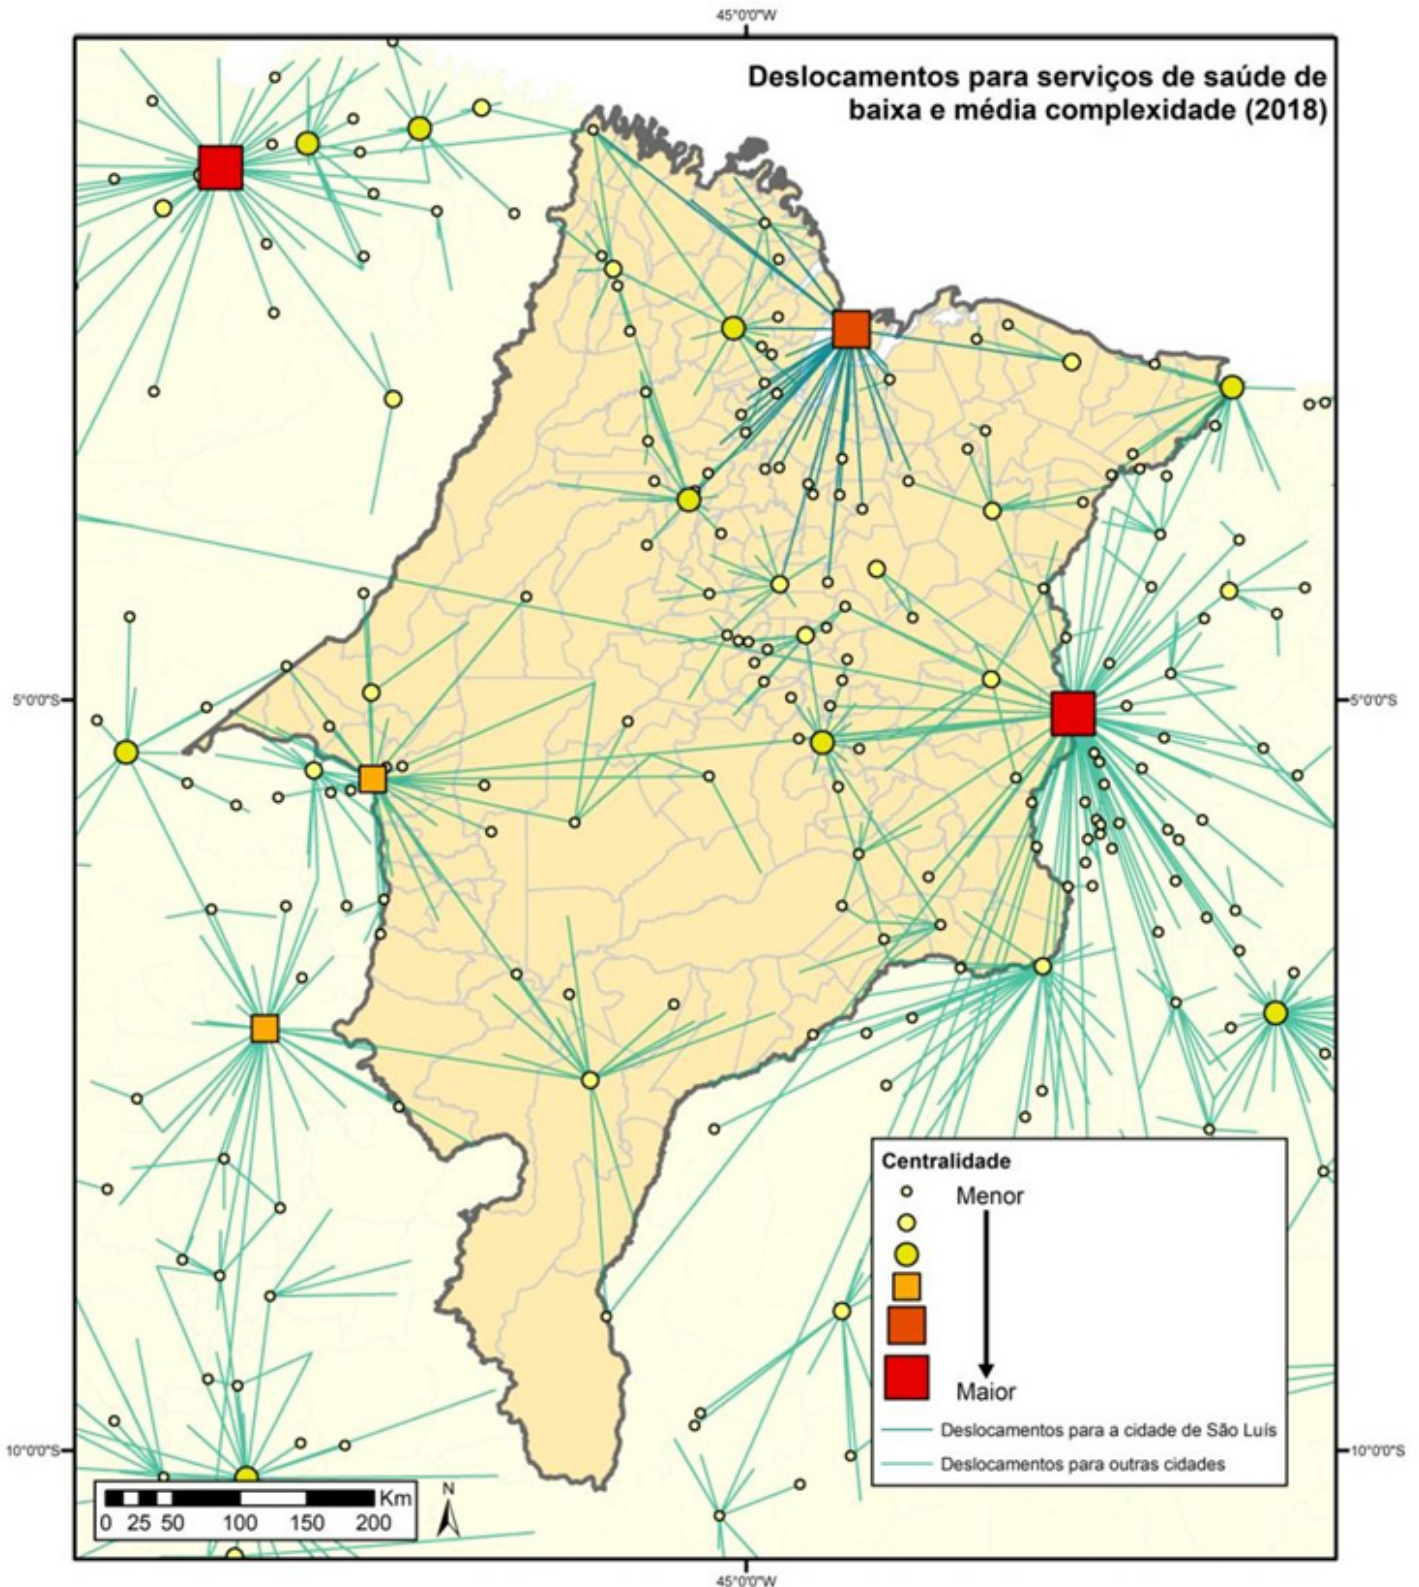 45°0'0"W
Deslocamentos para serviços de saúde de
baixa e média complexidade (2018)
5°0'0"S
5°0'0"S
Centralidade
Menor
Maior
Deslocamentos para a cidade de São Luís
Deslocamentos para outras cidades
10°0'0"S
10°0'0"S
Km
0 25 50 100 150 200
N
45°0'0"W